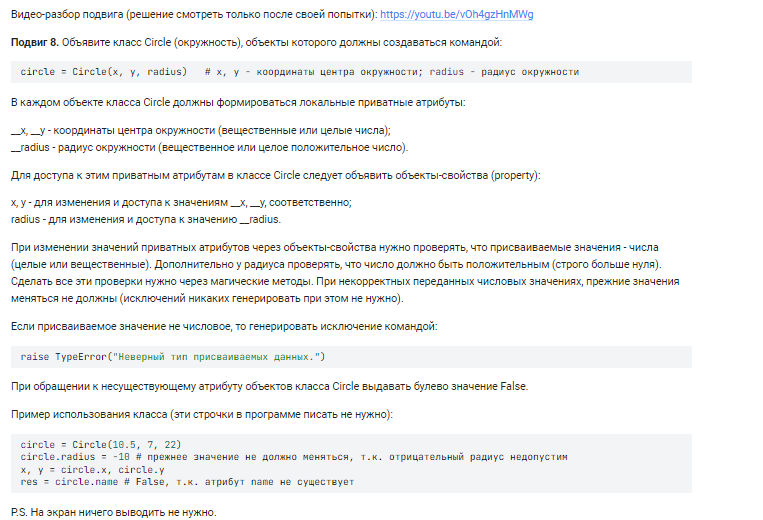 Видео-разбор подвига (решение смотреть только после своей попытки): https://youtu.be/vOh4gzHnMWg
Подвиг 8. Объявите класс Circle (окружность), объекты которого должны создаваться командой:
circle = Circle(x, y, radius)   # x, y - координаты центра окружности; radius - радиус окружности
В каждом объекте класса Circle должны формироваться локальные приватные атрибуты:
__x, __y - координаты центра окружности (вещественные или целые числа);
__radius - радиус окружности (вещественное или целое положительное число).
Для доступа к этим приватным атрибутам в классе Circle следует объявить объекты-свойства (property):
x, y - для изменения и доступа к значениям __x, __y, соответственно;
radius - для изменения и доступа к значению __radius.
При изменении значений приватных атрибутов через объекты-свойства нужно проверять, что присваиваемые значения - числа
(целые или вещественные). Дополнительно у радиуса проверять, что число должно быть положительным (строго больше нуля).
Сделать все эти проверки нужно через магические методы. При некорректных переданных числовых значениях, прежние значения
меняться не должны (исключений никаких генерировать при этом не нужно).
Если присваиваемое значение не числовое, то генерировать исключение командой:
raise TypeError("Неверный тип присваиваемых данных.")
При обращении к несуществующему атрибуту объектов класса Circle выдавать булево значение False.
Пример использования класса (эти строчки в программе писать не нужно):
circle = Circle(10.5, 7, 22)
circle.radius = -10 # прежнее значение не должно меняться, т.к. отрицательный радиус недопустим
x, y = circle.x, circle.y
res = circle.name # False, т.к. атрибут name не существует
P.S. На экран ничего выводить не нужно.